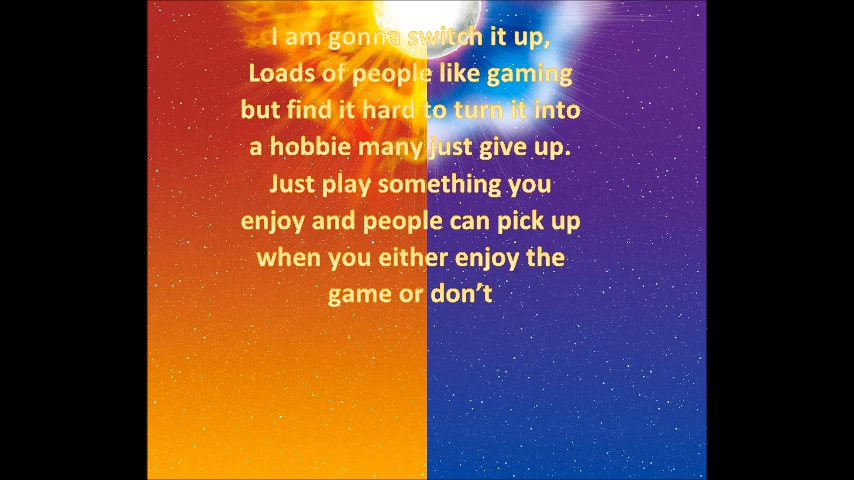 I am gonna switch it up,
Loads of people like gaming
but find it hard to turn it into
a hobbie many just give up.
Just play something you
enjoy and people can pick up
when you either enjoy the
game or don’t